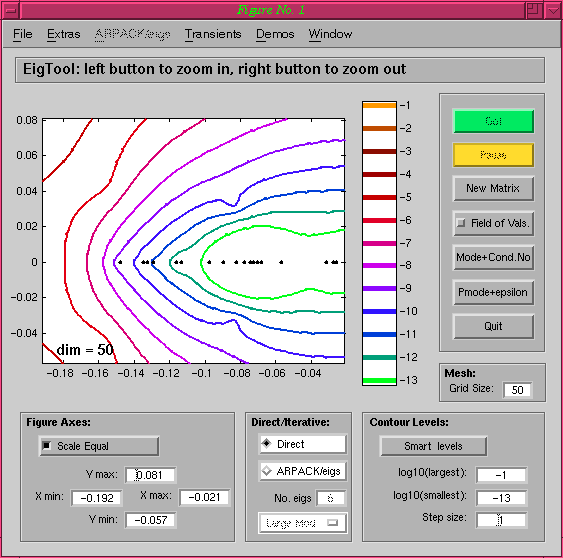 Figure No. 1
File Extras ARPACK/eigs Transients Demos Window
EigTool: left button to zoom in, right button to zoom out
0.08
0.06
0.04
0.02
0
−0.02
−0.04
dim = 50
−0.18 −0.16 −0.14 −0.12 −0.1 −0.08 −0.06 −0.04
−1
−2
−3
−4
−5
−6
−7
−8
−9
−10
−11
−12
−13
Go!
Pause
New Matrix
Field of Vals.
Mode+Cond.No
Pmode+epsilon
Quit
Mesh:
Grid Size: 50
Figure Axes:
Scale Equal
Y max: 0.081
X min: -0.192 X max: -0.021
Y min: -0.057
Direct/Iterative:
Direct
ARPACK/eigs
No. eigs 6
Large Mod
Contour Levels:
Smart levels
log10(largest): -1
log10(smallest): -13
Step size: 1